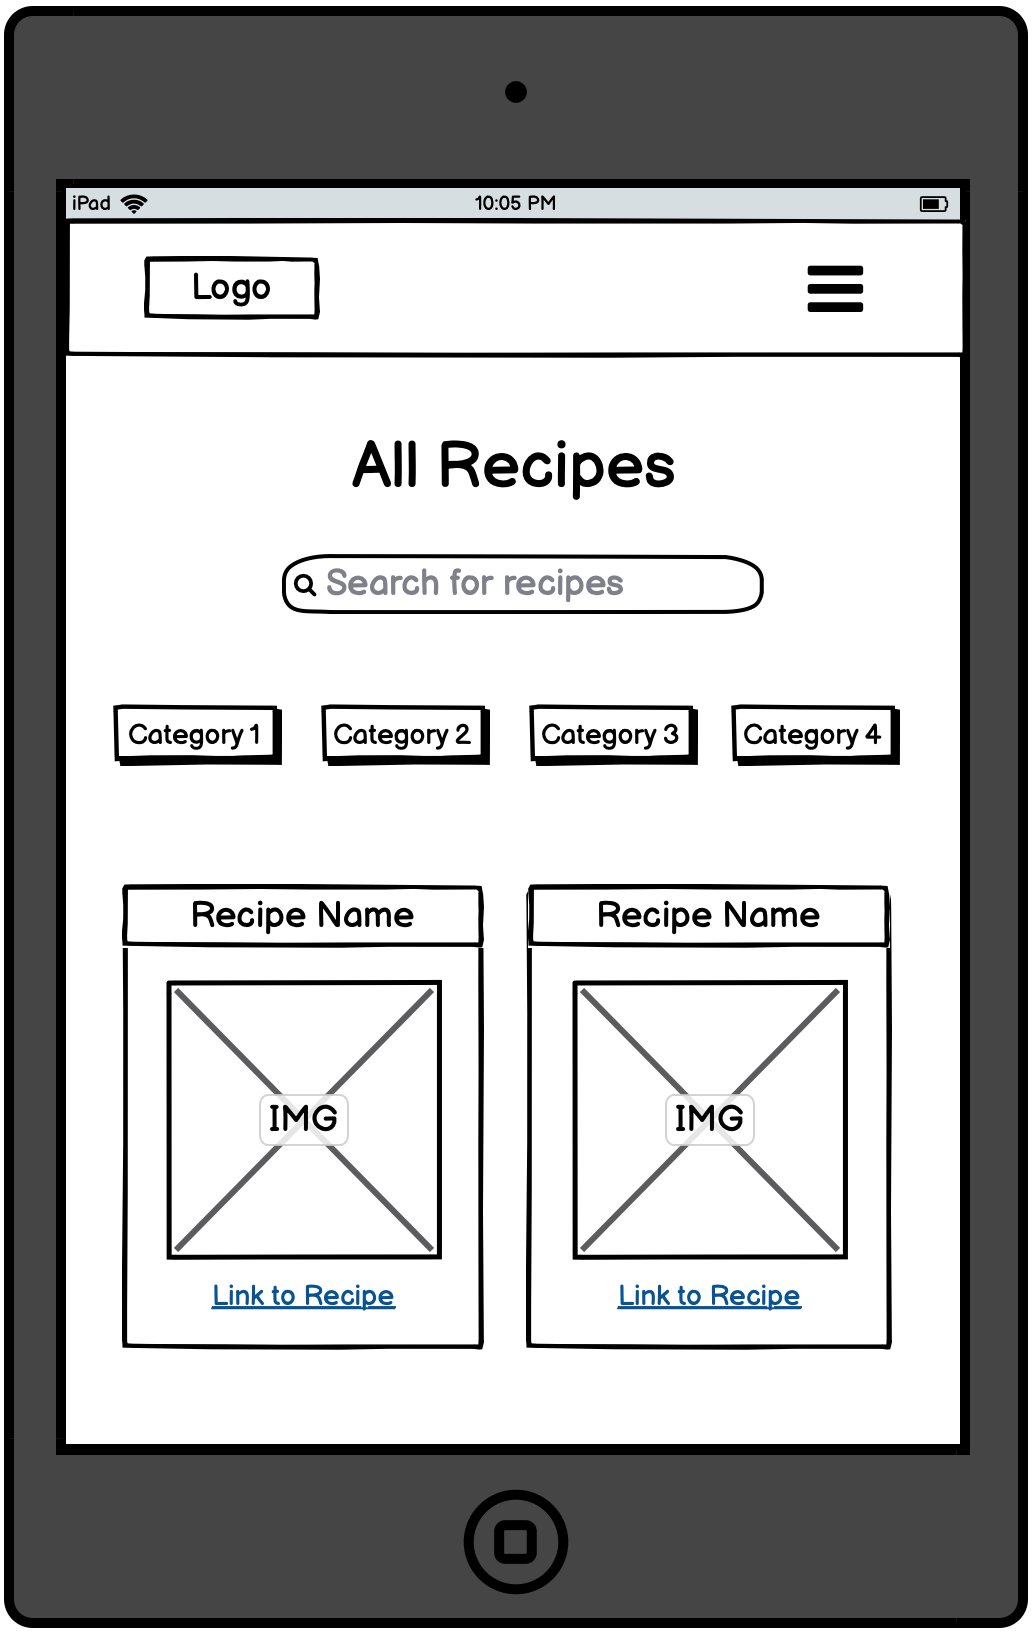 iPad 10:05 PM
Logo
All Recipes
Search for recipes
Category 1 Category 2 Category 3 Category 4
Recipe Name Recipe Name
IMG IMG
Link to Recipe Link to Recipe